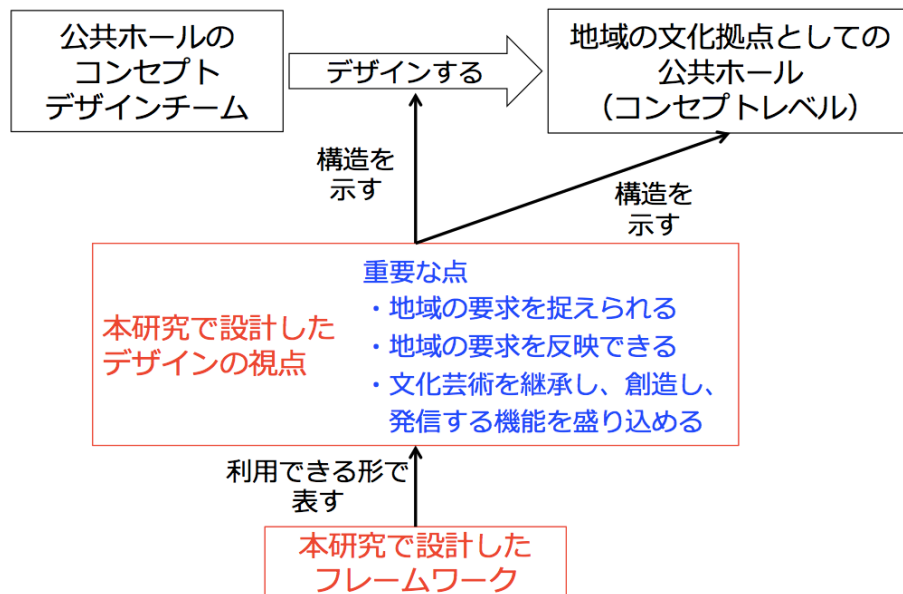 公共ホールの
コンセプト
デザインチーム
デザインする
地域の文化拠点としての
公共ホール
（コンセプトレベル）
構造を
示す
構造を
示す
本研究で設計した
デザインの視点
重要な点
・地域の要求を捉えられる
・地域の要求を反映できる
・文化芸術を継承し、創造し、
発信する機能を盛り込める
利用できる形で
表す
本研究で設計した
フレームワーク